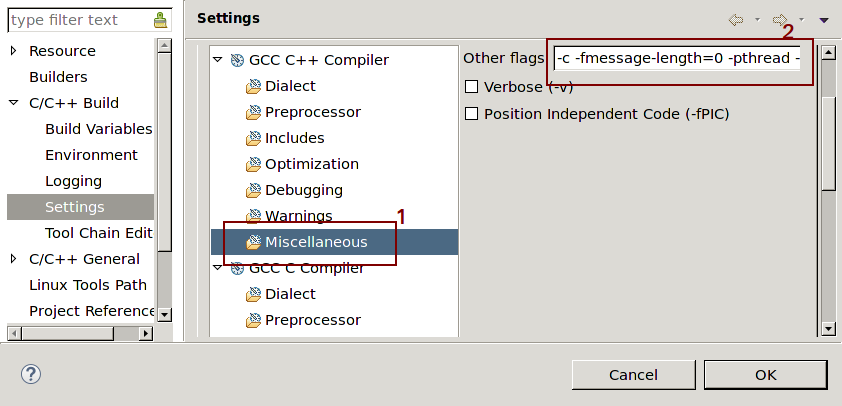 type filter text
Resource
Builders
C/C++ Build
Build Variables
Environment
Logging
Settings
Tool Chain Edit
C/C++ General
Linux Tools Path
Project Reference
Settings
GCC C++ Compiler
Dialect
Preprocessor
Includes
Optimization
Debugging
Warnings
1
Miscellaneous
GCC C Compiler
Dialect
Preprocessor
2
Other flags -c -fmessage-length=0 -pthread -
Verbose (-v)
Position Independent Code (-fPIC)
?
Cancel
OK